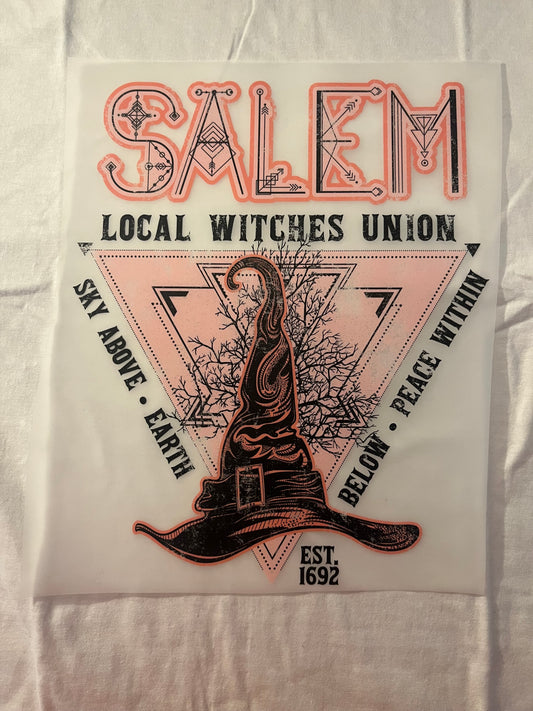 SALEM
LOCAL WITCHES UNION
SKY ABOVE • EARTH
BELOW • PEACE WITHIN
EST.
1692